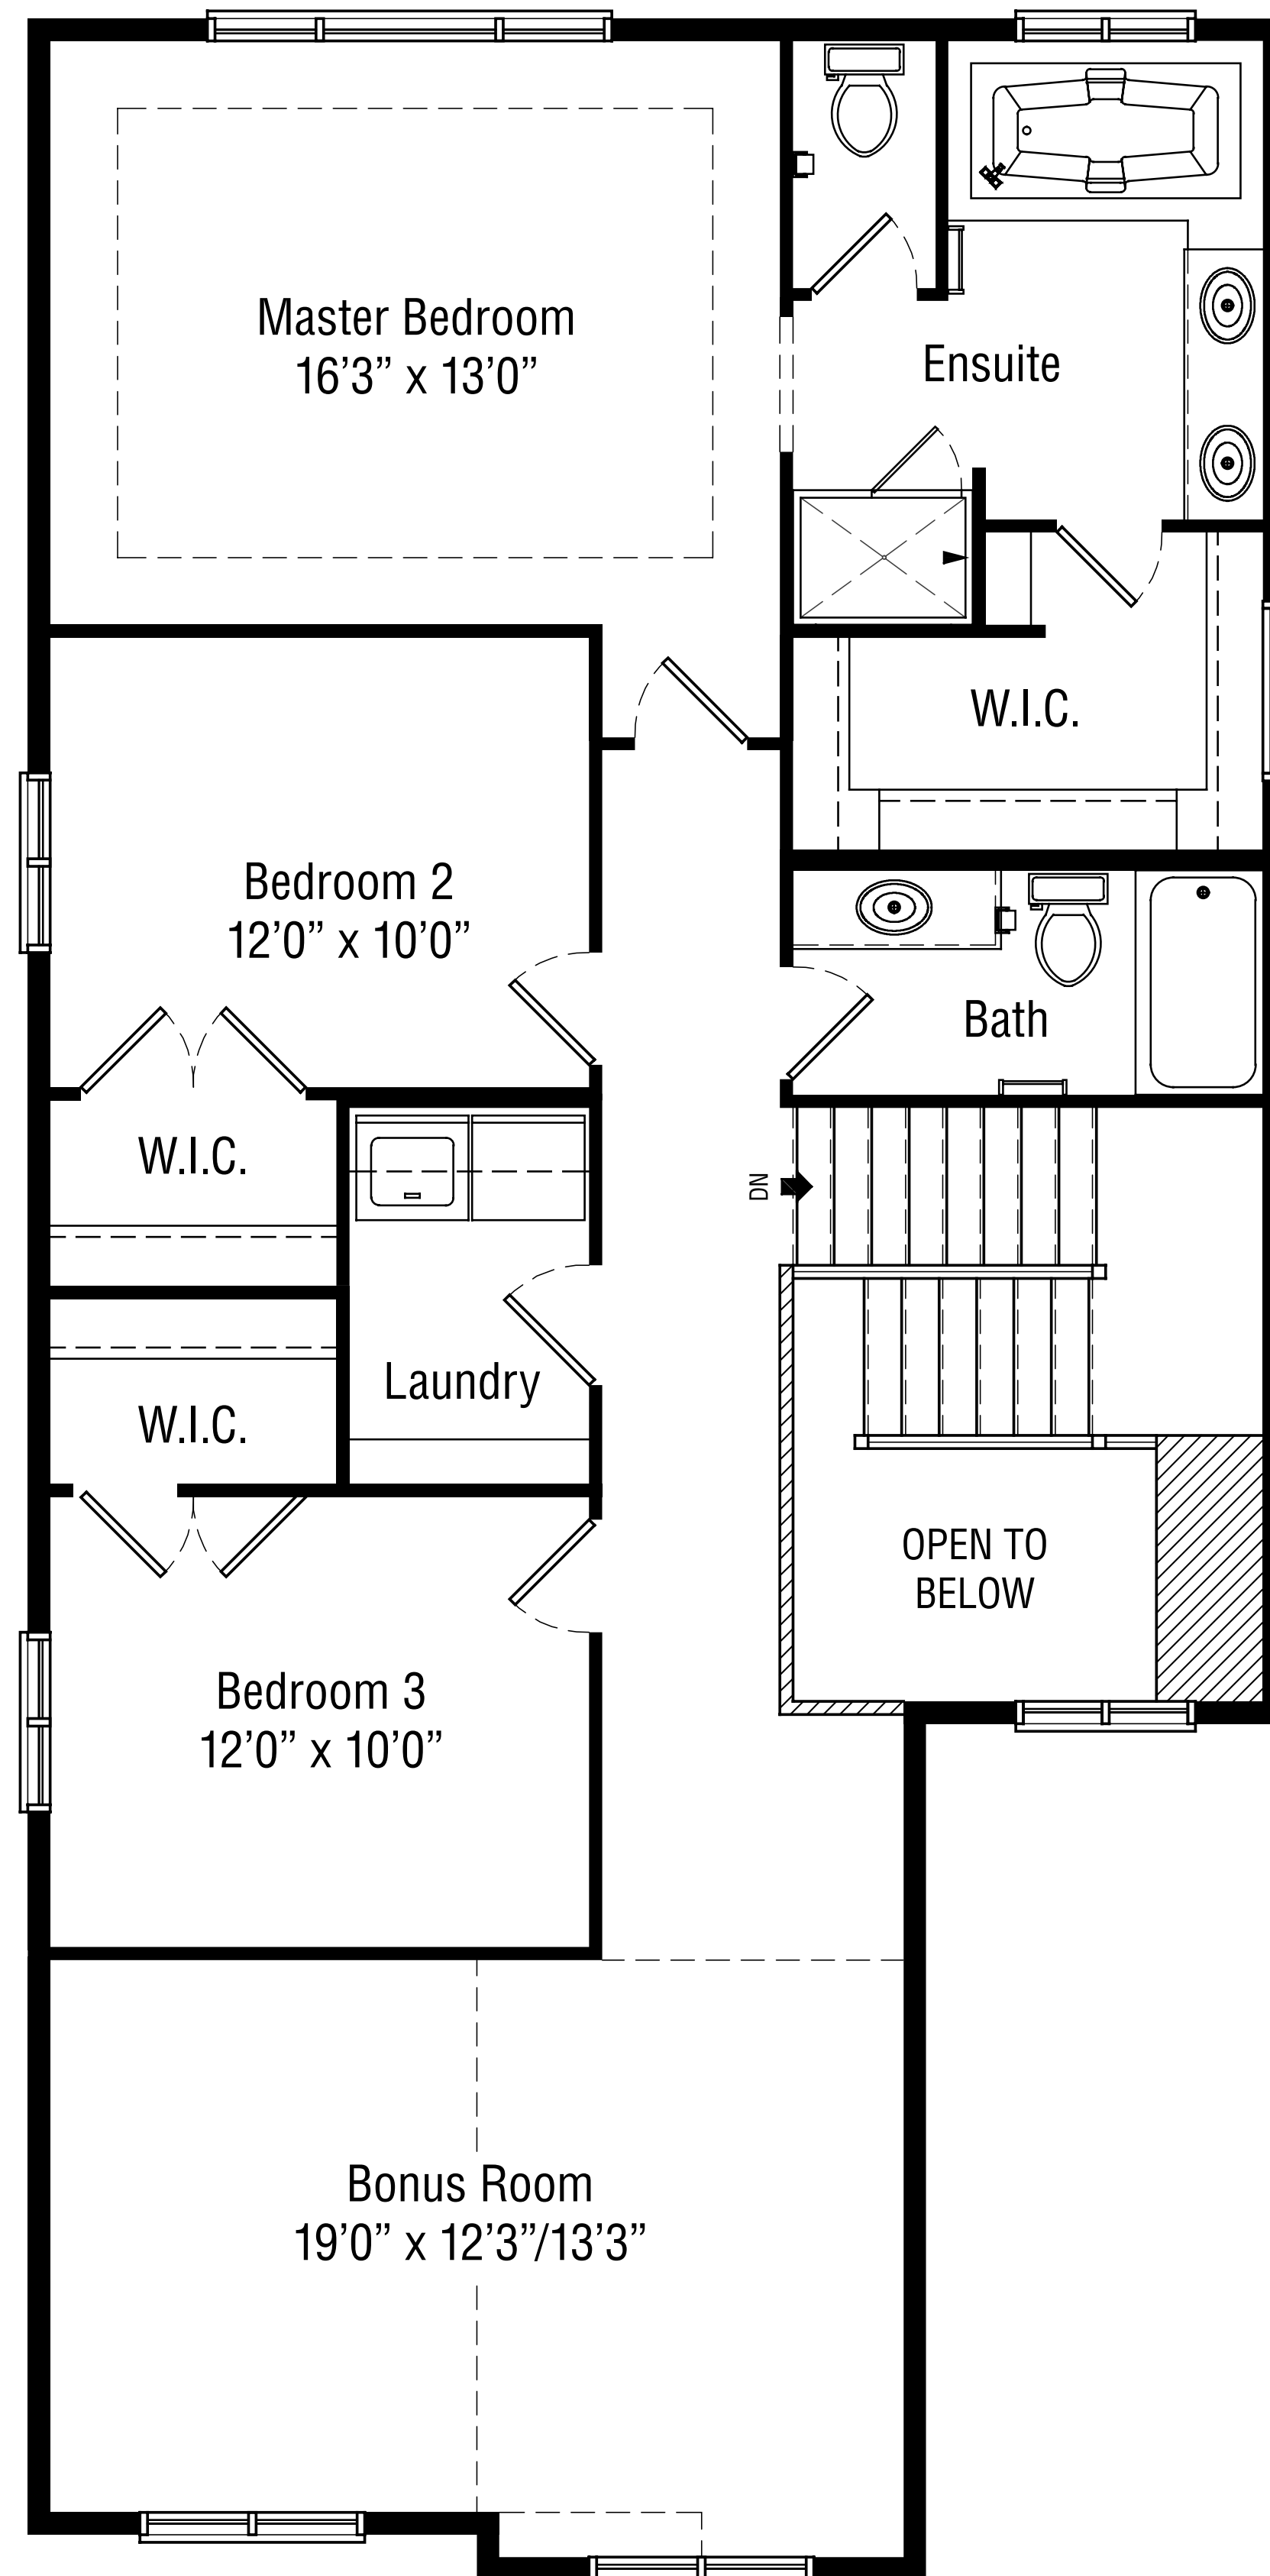 Master Bedroom
16’3” x 13’0”
Ensuite
W.I.C.
Bedroom 2
12’0” x 10’0”
Bath
W.I.C.
DN
Laundry
W.I.C.
OPEN TO
BELOW
Bedroom 3
12’0” x 10’0”
Bonus Room
19’0” x 12’3”/13’3”